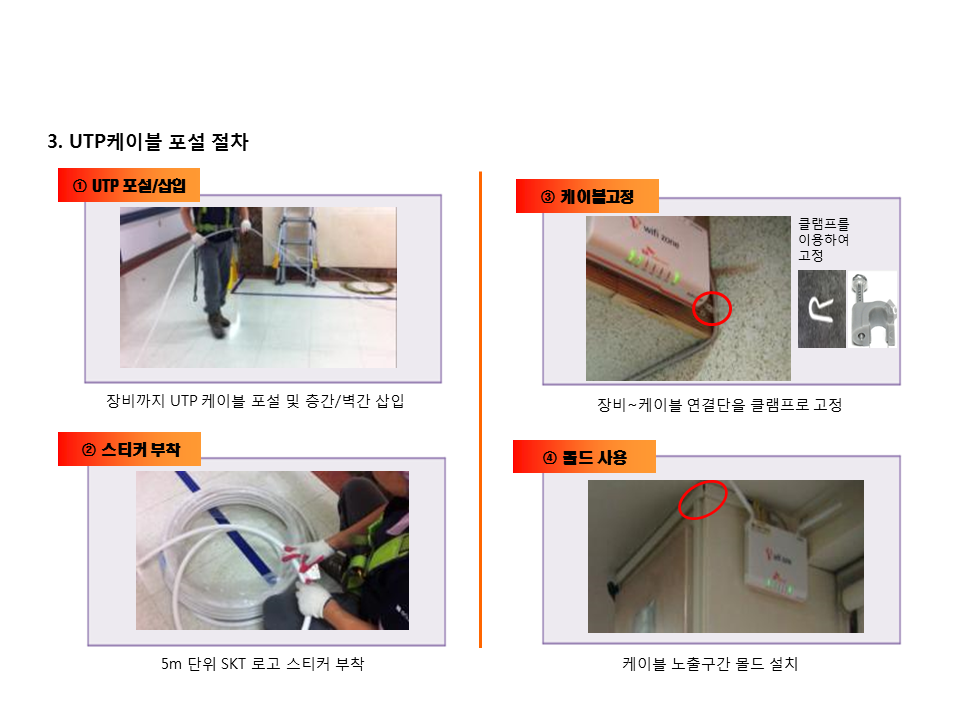 3. UTP케이블 포설 절차
① UTP 포설/삽입
장비까지 UTP 케이블 포설 및 층간/벽간 삽입
② 스티커 부착
5m 단위 SKT 로고 스티커 부착
③ 케이블고정
wifi zone
클램프를
이용하여
고정
장비~케이블 연결단을 클램프로 고정
④ 몰드 사용
wifi zone
케이블 노출구간 몰드 설치